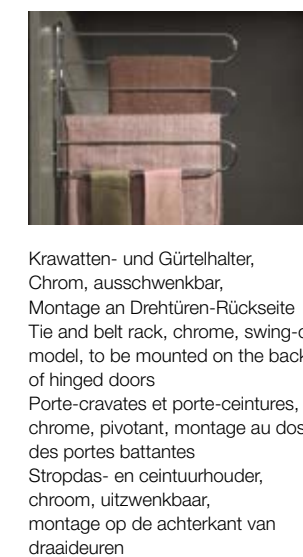 Krawatten- und Gürtelhalter,
Chrom, ausschwenkbar,
Montage an Drehtüren-Rückseite
Tie and belt rack, chrome, swing-o
model, to be mounted on the back
of hinged doors
Porte-cravates et porte-ceintures,
chrome, pivotant, montage au dos
des portes battantes
Stropdas- en ceintuurhouder,
chroom, uitzwenkbaar,
montage op de achterkant van
draaideuren